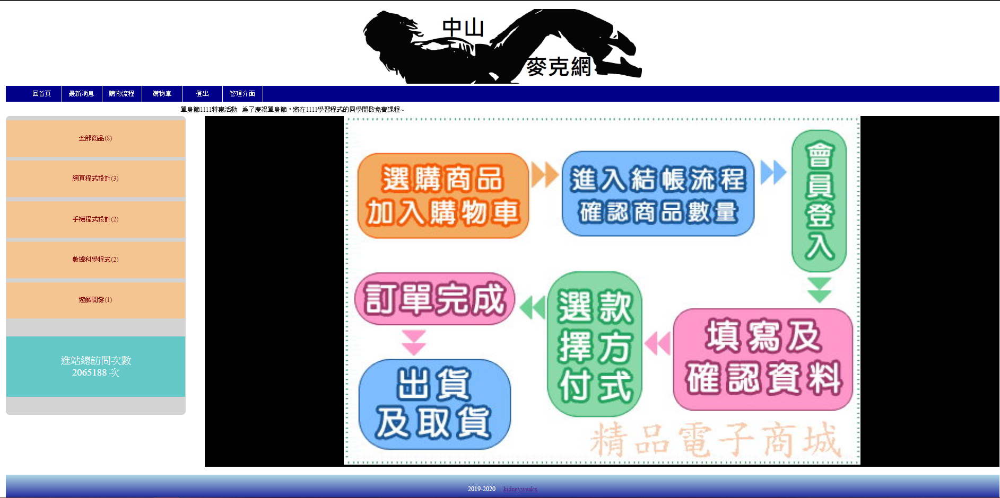 中山
麥克網
回首頁
最新消息
購物流程
購物車
登出
管理介面
單身節1111特惠活動 為了慶祝單身節，將在1111學習程式的同學開啟免費課程~
全部商品(8)
網頁程式設計(3)
手機程式設計(2)
數據科學程式(2)
遊戲開發(1)
進站總訪問次數
2065188 次
選購商品
加入購物車
進入結帳流程
確認商品數量
會員登入
填寫及
確認資料
選擇付款方式
訂單完成
出貨
及取貨
精品電子商城
2019-2020 kidneyweakx